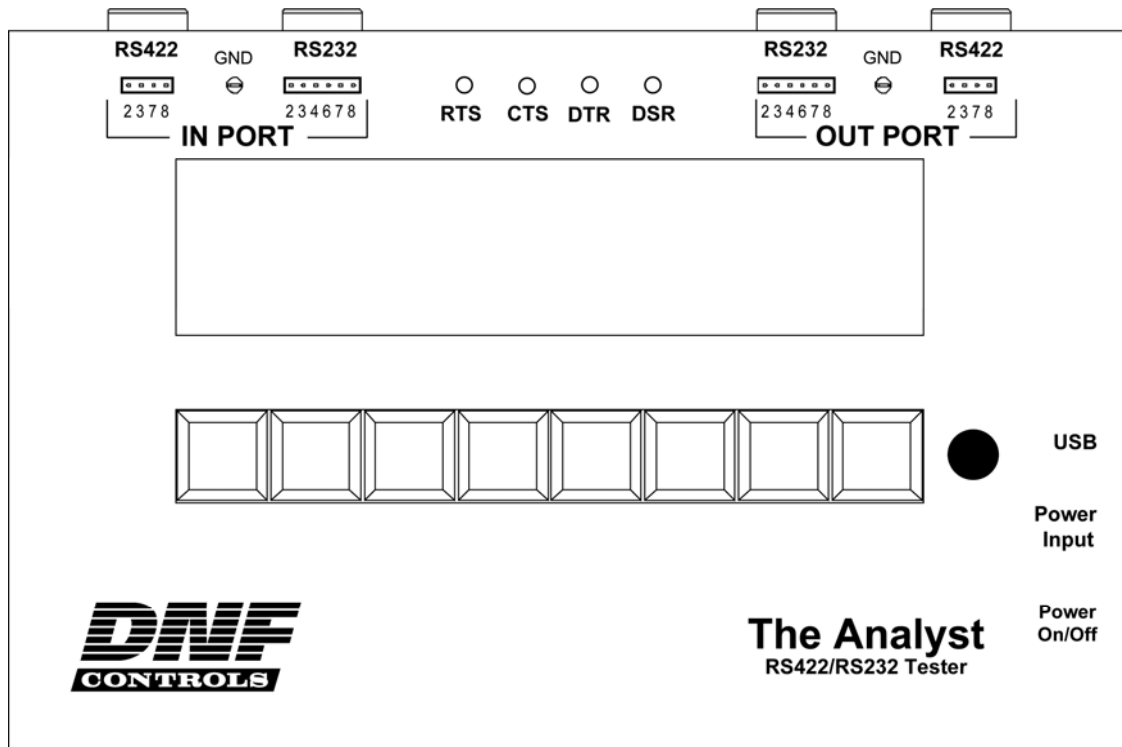 RS422 GND RS232
2378 234678
IN PORT
RTS CTS DTR DSR
RS232 GND RS422
234678 2378
OUT PORT
USB
Power
Input
Power
On/Off
DNF
CONTROLS
The Analyst
RS422/RS232 Tester